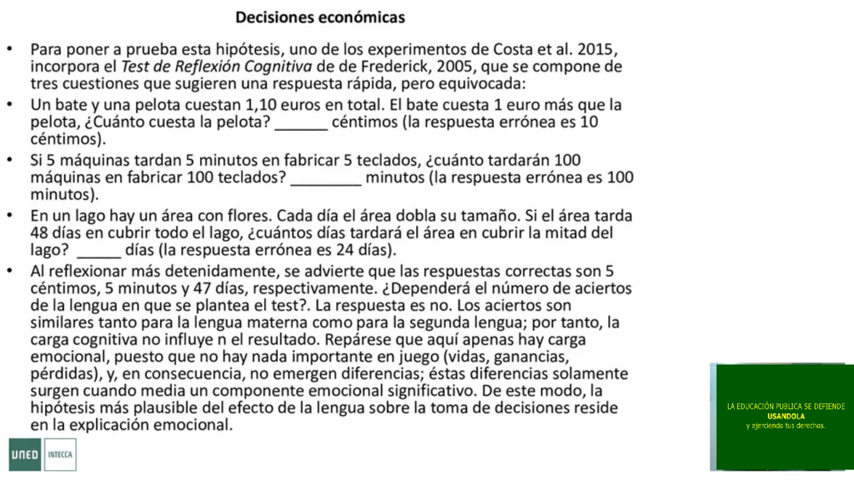 Decisiones económicas
• Para poner a prueba esta hipótesis, uno de los experimentos de Costa et al. 2015,
incorpora el Test de Reflexión Cognitiva de de Frederick, 2005, que se compone de
tres cuestiones que sugieren una respuesta rápida, pero equivocada:
• Un bate y una pelota cuestan 1,10 euros en total. El bate cuesta 1 euro más que la
pelota, ¿Cuánto cuesta la pelota? ______ céntimos (la respuesta errónea es 10
céntimos).
• Si 5 máquinas tardan 5 minutos en fabricar 5 teclados, ¿cuánto tardarán 100
máquinas en fabricar 100 teclados? ________ minutos (la respuesta errónea es 100
minutos).
• En un lago hay un área con flores. Cada día el área dobla su tamaño. Si el área tarda
48 días en cubrir todo el lago, ¿cuántos días tardará el área en cubrir la mitad del
lago? _____ días (la respuesta errónea es 24 días).
• Al reflexionar más detenidamente, se advierte que las respuestas correctas son 5
céntimos, 5 minutos y 47 días, respectivamente. ¿Dependerá el número de aciertos
de la lengua en que se plantea el test?. La respuesta es no. Los aciertos son
similares tanto para la lengua materna como para la segunda lengua; por tanto, la
carga cognitiva no influye n el resultado. Repárese que aquí apenas hay carga
emocional, puesto que no hay nada importante en juego (vidas, ganancias,
pérdidas), y, en consecuencia, no emergen diferencias; éstas diferencias solamente
surgen cuando media un componente emocional significativo. De este modo, la
hipótesis más plausible del efecto de la lengua sobre la toma de decisiones reside
en la explicación emocional.
UNED INTECCA
LA EDUCACIÓN PUBLICA SE DEFIENDE
USANDOLA
y ejerciendo tus derechos.